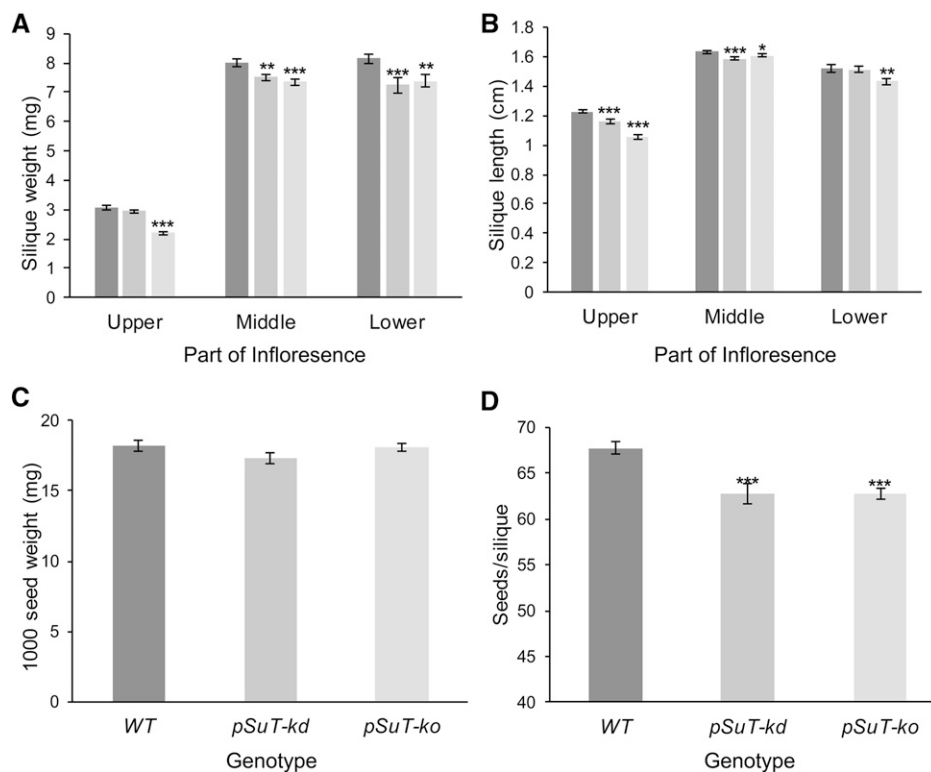 A
Silique weight (mg)
9
8
7
6
5
4
3
2
1
0
***
**
***
***
**
Upper
Middle
Lower
Part of Infloresence
B
Silique length (cm)
1.8
1.6
1.4
1.2
1
0.8
0.6
0.4
0.2
0
***
***
***
*
**
Upper
Middle
Lower
Part of Infloresence
C
1000 seed weight (mg)
20
15
10
5
0
WT
pSuT-kd
pSuT-ko
Genotype
D
Seeds/silique
70
65
60
55
50
45
40
***
***
WT
pSuT-kd
pSuT-ko
Genotype